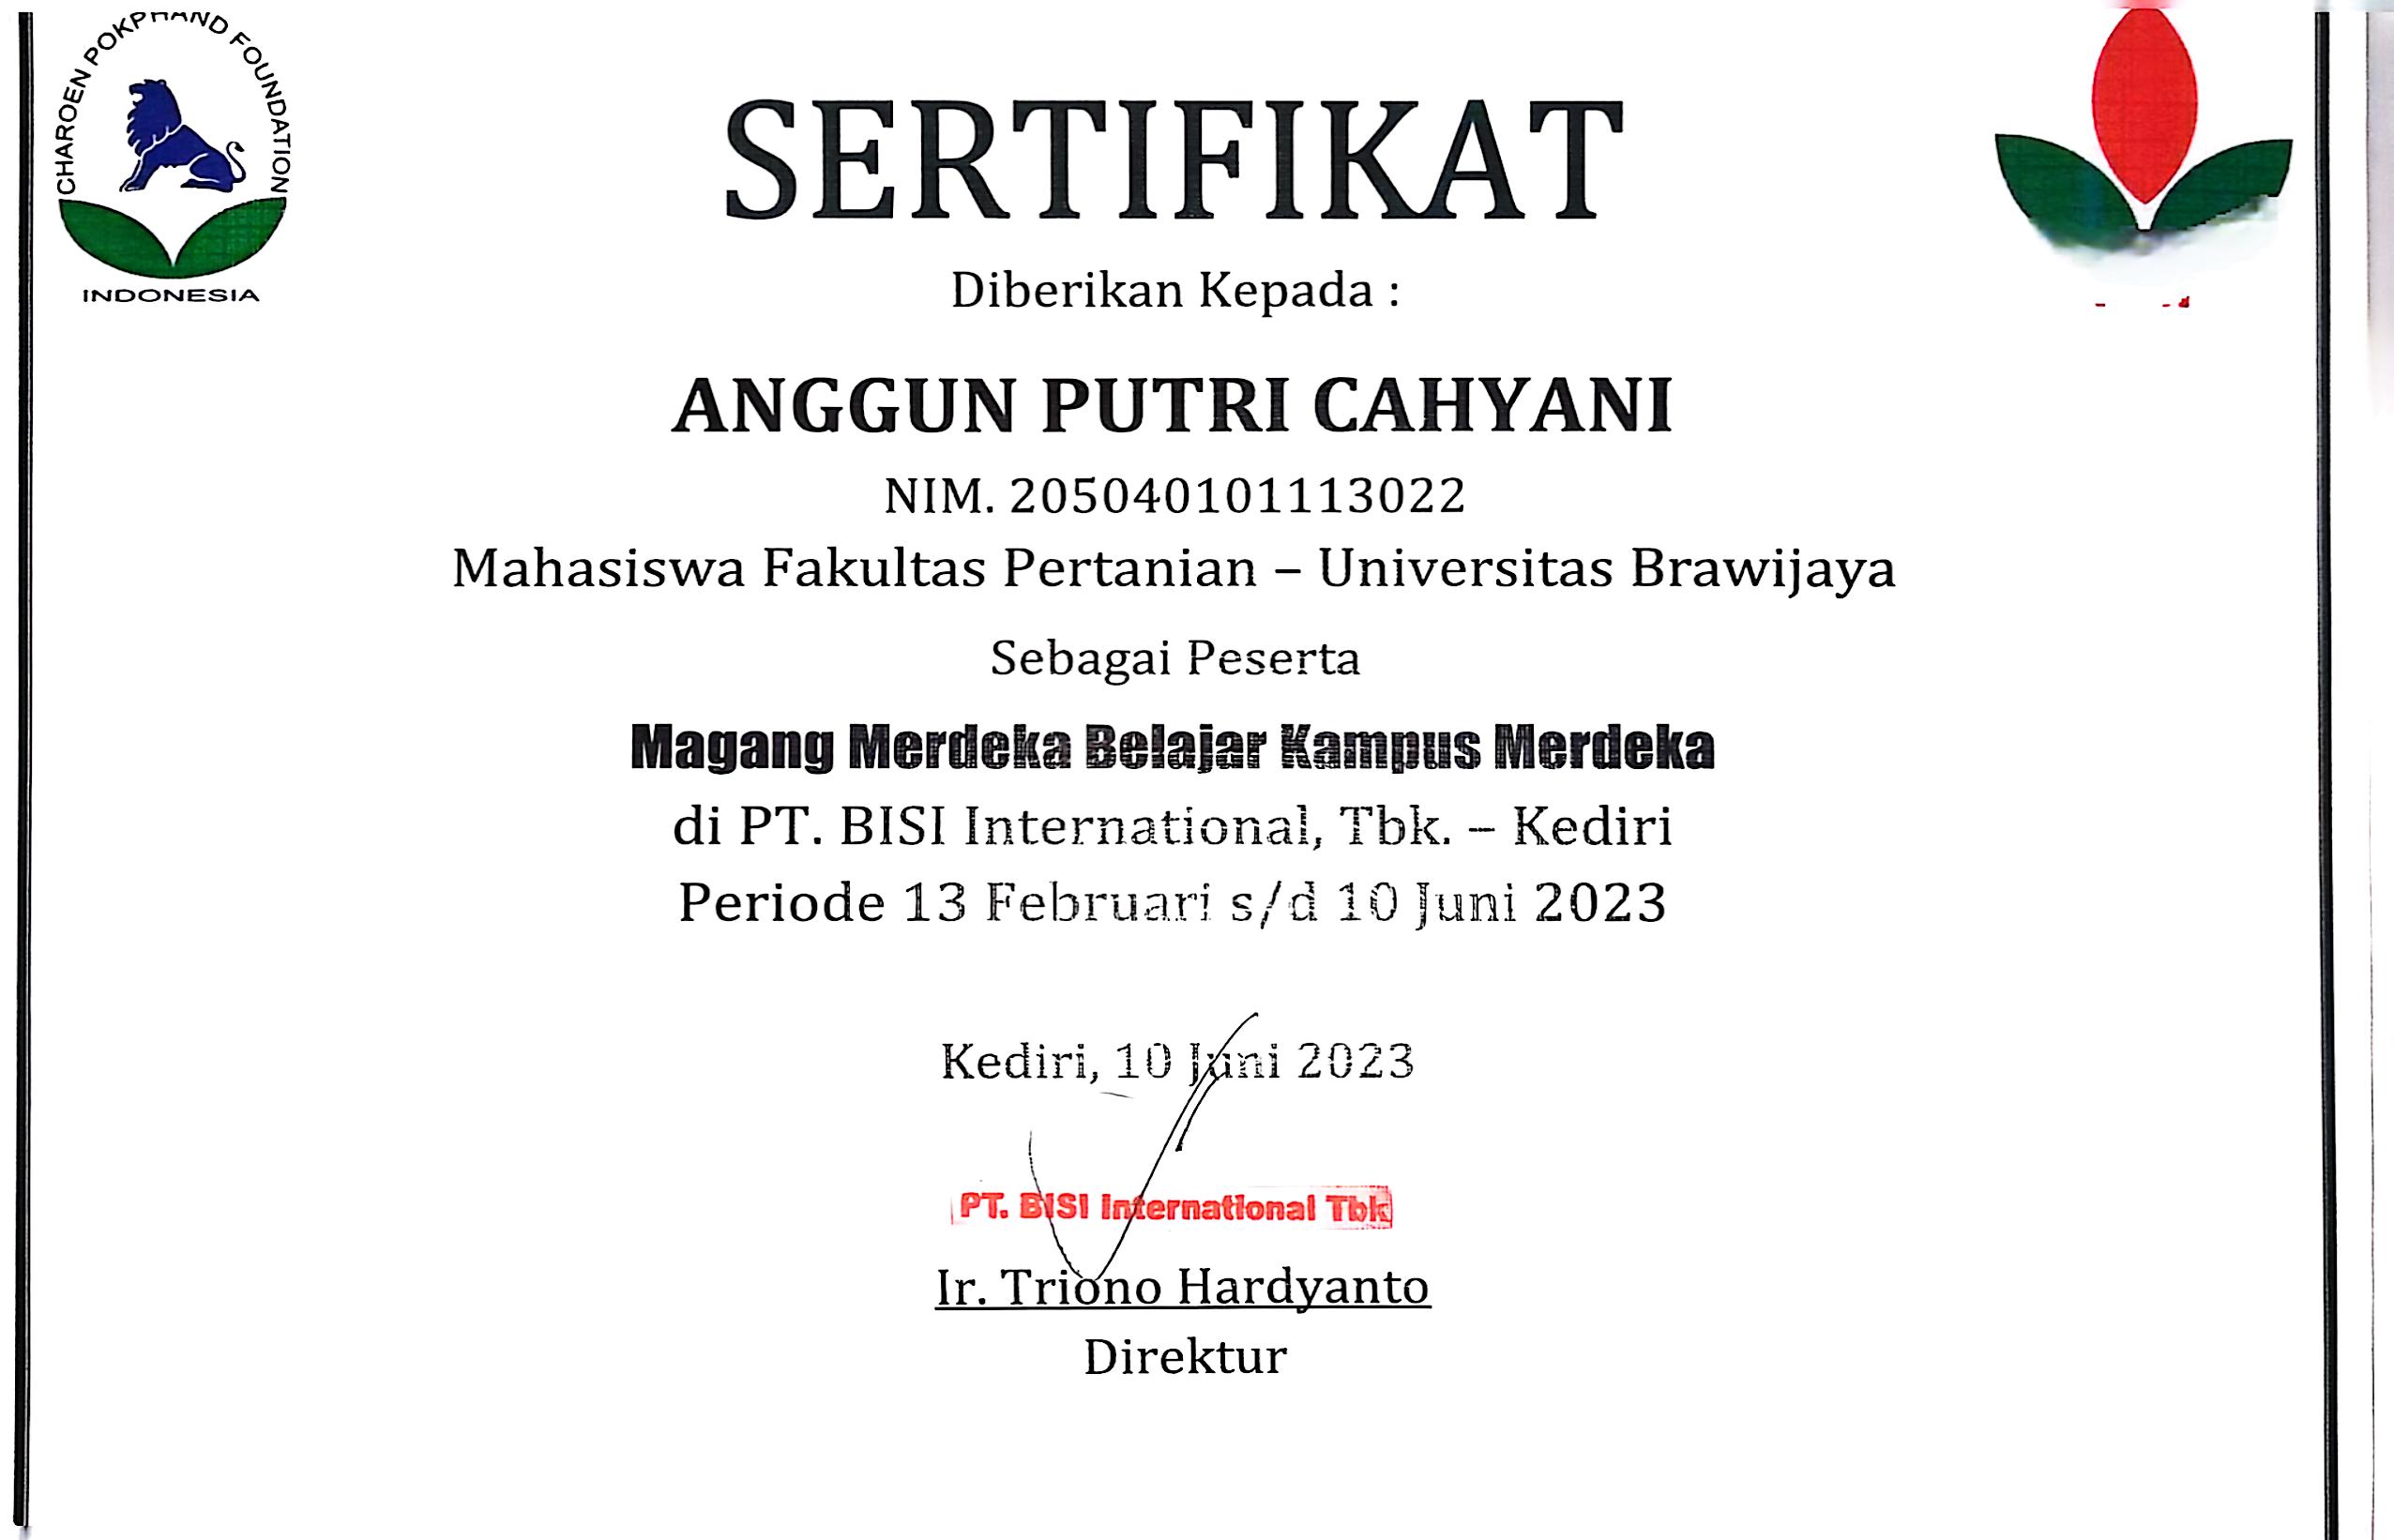 CHAROEN POKPHAND FOUNDATION
INDONESIA
SERTIFIKAT
Diberikan Kepada :
ANGGUN PUTRI CAHYANI
NIM. 205040101113022
Mahasiswa Fakultas Pertanian – Universitas Brawijaya
Sebagai Peserta
Magang Merdeka Belajar Kampus Merdeka
di PT. BISI International, Tbk. – Kediri
Periode 13 Februari s/d 10 Juni 2023
Kediri, 10 Juni 2023
PT. BISI International Tbk
Ir. Triono Hardyanto
Direktur